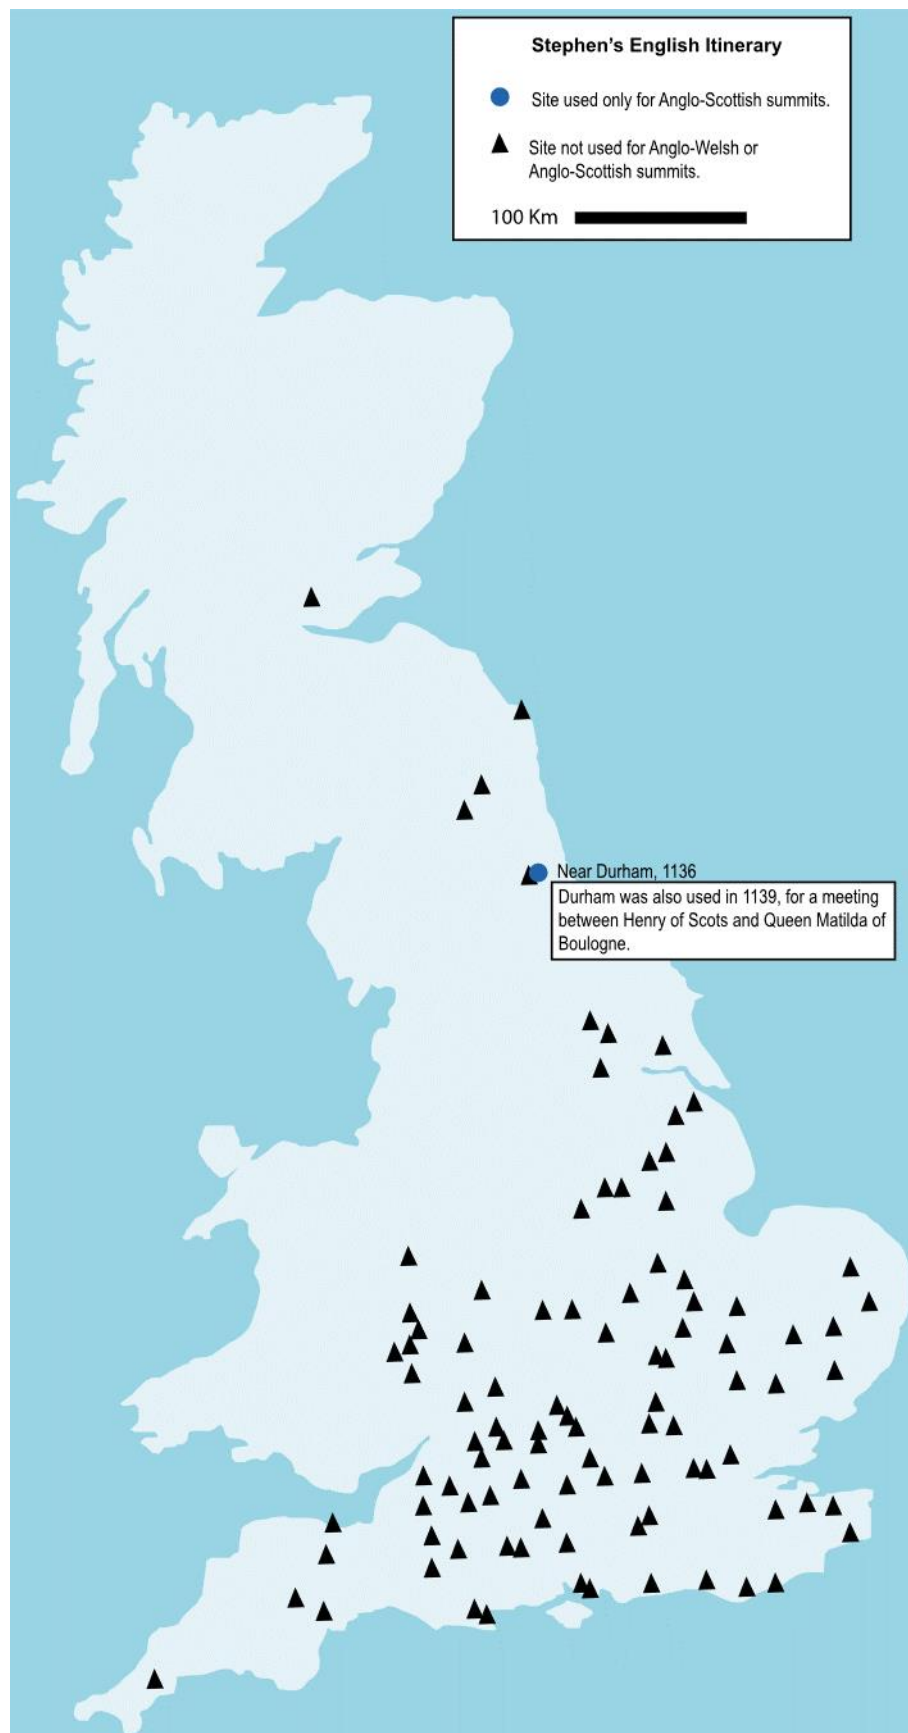 Stephen’s English Itinerary
Site used only for Anglo-Scottish summits.
Site not used for Anglo-Welsh or
Anglo-Scottish summits.
100 Km
Near Durham, 1136
Durham was also used in 1139, for a meeting
between Henry of Scots and Queen Matilda of
Boulogne.